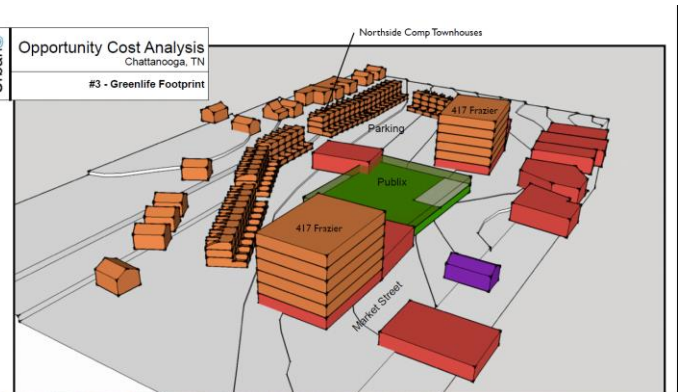 Opportunity Cost Analysis
Chattanooga, TN
#3 - Greenlife Footprint
Northside Comp Townhouses
417 Frazier
Parking
Publix
417 Frazier
Market Street